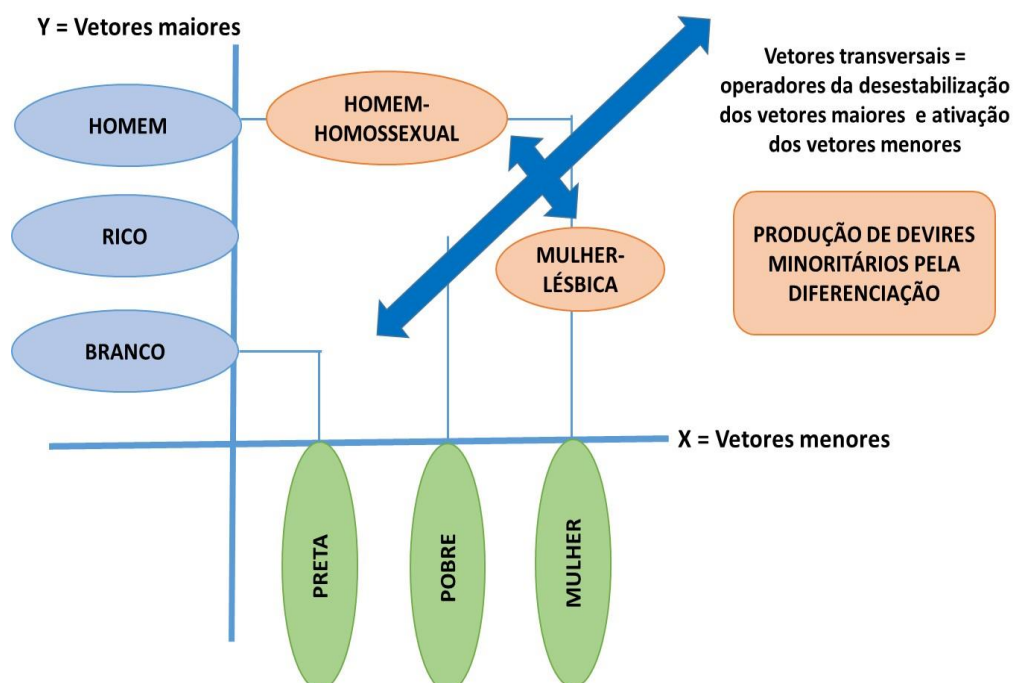 Y = Vetores maiores
HOMEM
HOMEM-
HOMOSSEXUAL
Vetores transversais =
operadores da desestabilização
dos vetores maiores e ativação
dos vetores menores
RICO
MULHER-
LÉSBICA
PRODUÇÃO DE DEVIRES
MINORITÁRIOS PELA
DIFERENCIAÇÃO
BRANCO
X = Vetores menores
PRETA
POBRE
MULHER